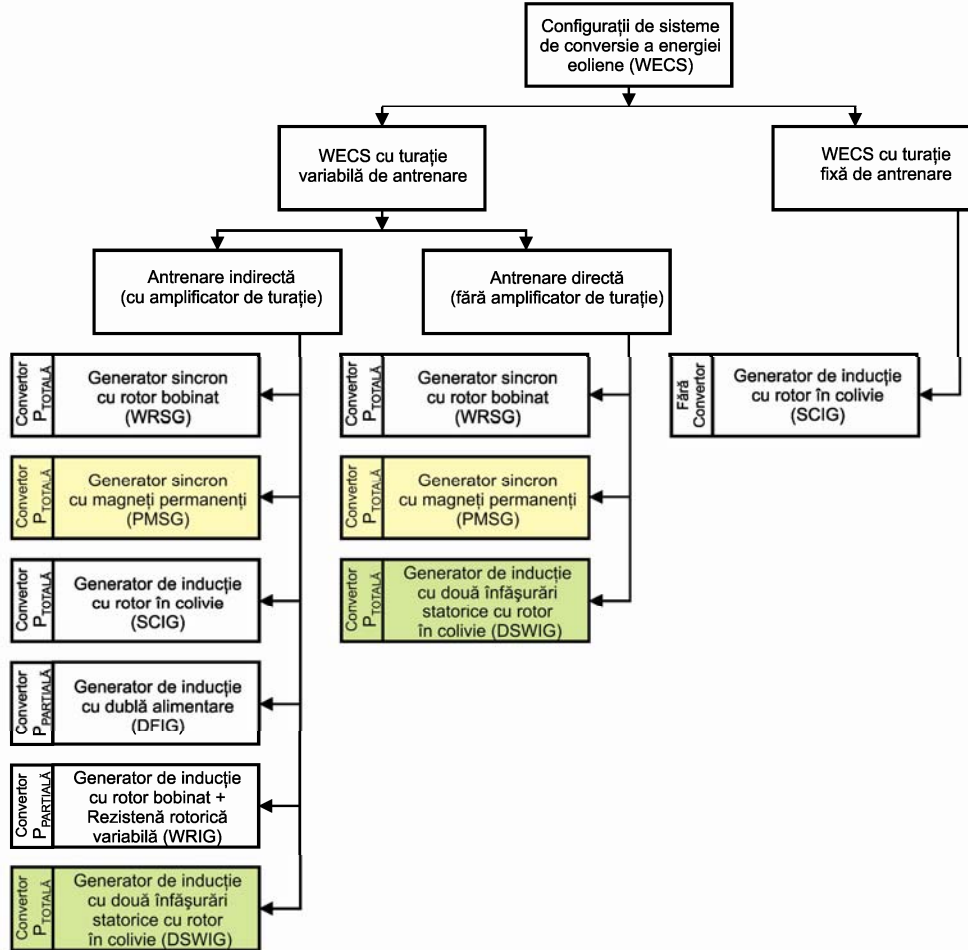 Configurații de sisteme
de conversie a energiei
eoliene (WECS)
WECS cu turație
variabilă de antrenare
WECS cu turație
fixă de antrenare
Antrenare indirectă
(cu amplificator de turație)
Antrenare directă
(fără amplificator de turație)
Convertor
PTOTALĂ
Generator sincron
cu rotor bobinat
(WRSG)
Convertor
PTOTALĂ
Generator sincron
cu magneți permanenți
(PMSG)
Convertor
PTOTALĂ
Generator de inducție
cu rotor în colivie
(SCIG)
Convertor
PPARTIALĂ
Generator de inducție
cu dublă alimentare
(DFIG)
Convertor
PPARTIALĂ
Generator de inducție
cu rotor bobinat +
Rezistenă rotorică
variabilă (WRIG)
Convertor
PTOTALĂ
Generator de inducție
cu două înfășurări
statorice cu rotor
în colivie (DSWIG)
Convertor
PTOTALĂ
Generator sincron
cu rotor bobinat
(WRSG)
Convertor
PTOTALĂ
Generator sincron
cu magneți permanenți
(PMSG)
Convertor
PTOTALĂ
Generator de inducție
cu două înfășurări
statorice cu rotor
în colivie (DSWIG)
Fără
Convertor
Generator de inducție
cu rotor în colivie
(SCIG)